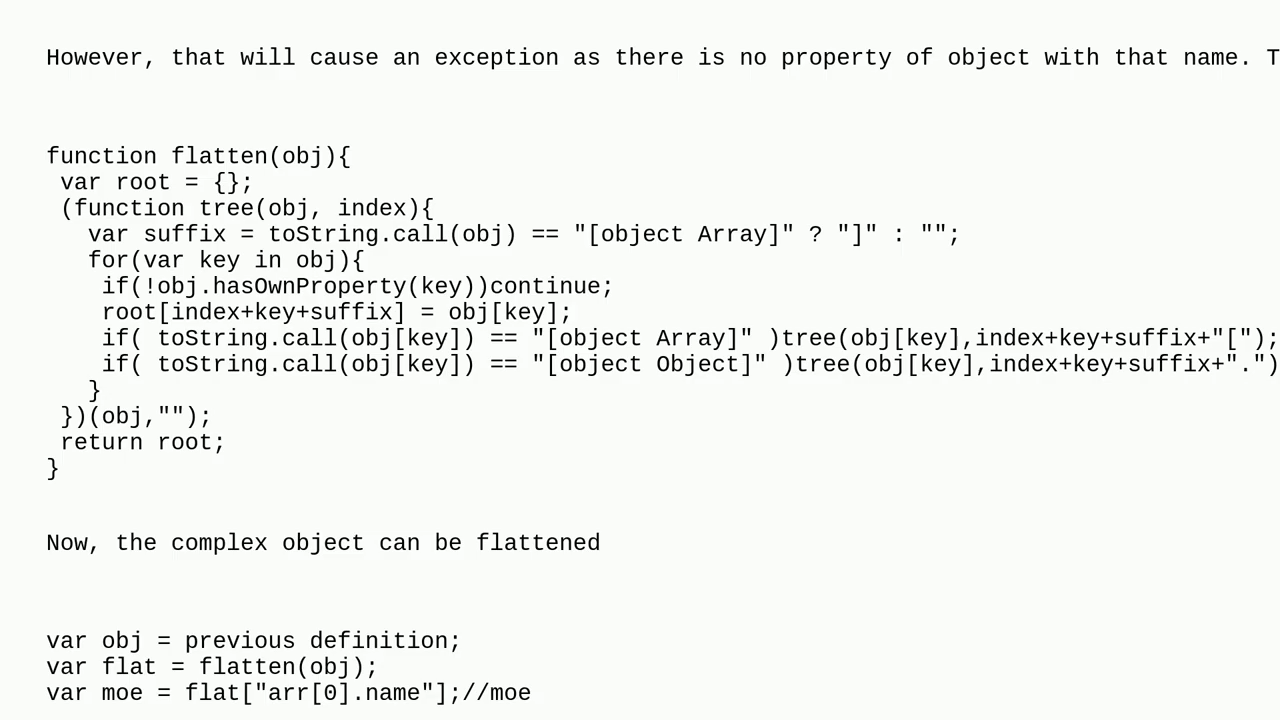 However, that will cause an exception as there is no property of object with that name. T
function flatten(obj){
 var root = {};
 (function tree(obj, index){
   var suffix = toString.call(obj) == "[object Array]" ? "]" : "";
   for(var key in obj){
    if(!obj.hasOwnProperty(key))continue;
    root[index+key+suffix] = obj[key];
    if( toString.call(obj[key]) == "[object Array]" )tree(obj[key],index+key+suffix+"[");
    if( toString.call(obj[key]) == "[object Object]" )tree(obj[key],index+key+suffix+".")
   }
 })(obj,"");
 return root;
}
Now, the complex object can be flattened
var obj = previous definition;
var flat = flatten(obj);
var moe = flat["arr[0].name"];//moe